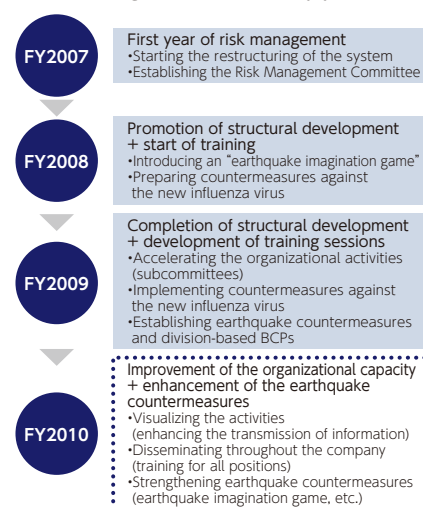 FY2007
First year of risk management
•Starting the restructuring of the system
•Establishing the Risk Management Committee
FY2008
Promotion of structural development
+ start of training
•Introducing an “earthquake imagination game”
•Preparing countermeasures against
the new influenza virus
FY2009
Completion of structural development
+ development of training sessions
•Accelerating the organizational activities
(subcommittees)
•Implementing countermeasures against
the new influenza virus
•Establishing earthquake countermeasures
and division-based BCPs
FY2010
Improvement of the organizational capacity
+ enhancement of the earthquake
countermeasures
•Visualizing the activities
(enhancing the transmission of information)
•Disseminating throughout the company
(training for all positions)
•Strengthening earthquake countermeasures
(earthquake imagination game, etc.)